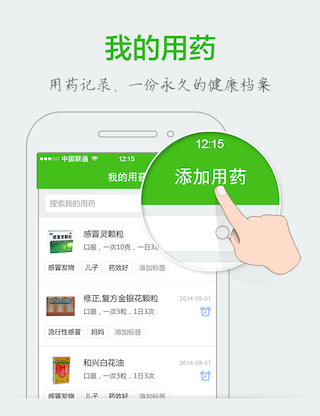 我的用药
用药记录，一份永久的健康档案
中国联通 12:15
12:15
我的用药
添加用药
搜索我的用药
感冒灵颗粒
口服，一次10克，一日3
感冒发烧 儿子 药效好 添加标签
修正,复方金银花颗粒 2014-09-01
口服，一次3粒，1日3次
流行性感冒 妈妈 添加标签
和兴白花油 2014-08-31
口服，一次3粒，1日3次
感冒发烧 儿子 药效好 添加标签